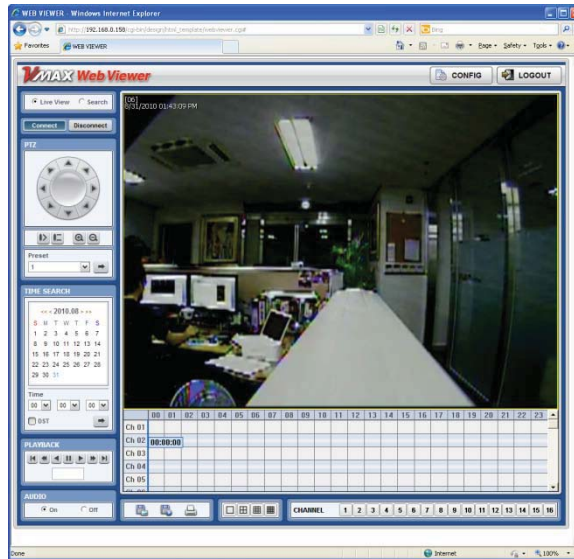 WEB VIEWER - Windows Internet Explorer
http://192.168.0.150/cgi-bin/design/html_template/webviewer.cgi#
Bing
Favorites WEB VIEWER
Page Safety Tools
VMAX Web Viewer
CONFIG LOGOUT
Live View Search
Connect Disconnect
PTZ
Preset
1
TIME SEARCH
2010.08
S M T W T F S
1 2 3 4 5 6 7
8 9 10 11 12 13 14
15 16 17 18 19 20 21
22 23 24 25 26 27 28
29 30 31
Time
00 00 00
DST
PLAYBACK
AUDIO
On Off
[06]
8/31/2010 01:43:09 PM
00 01 02 03 04 05 06 07 08 09 10 11 12 13 14 15 16 17 18 19 20 21 22 23
Ch 01
Ch 02 00:00:00
Ch 03
Ch 04
Ch 05
CHANNEL 1 2 3 4 5 6 7 8 9 10 11 12 13 14 15 16
Done Internet 100%